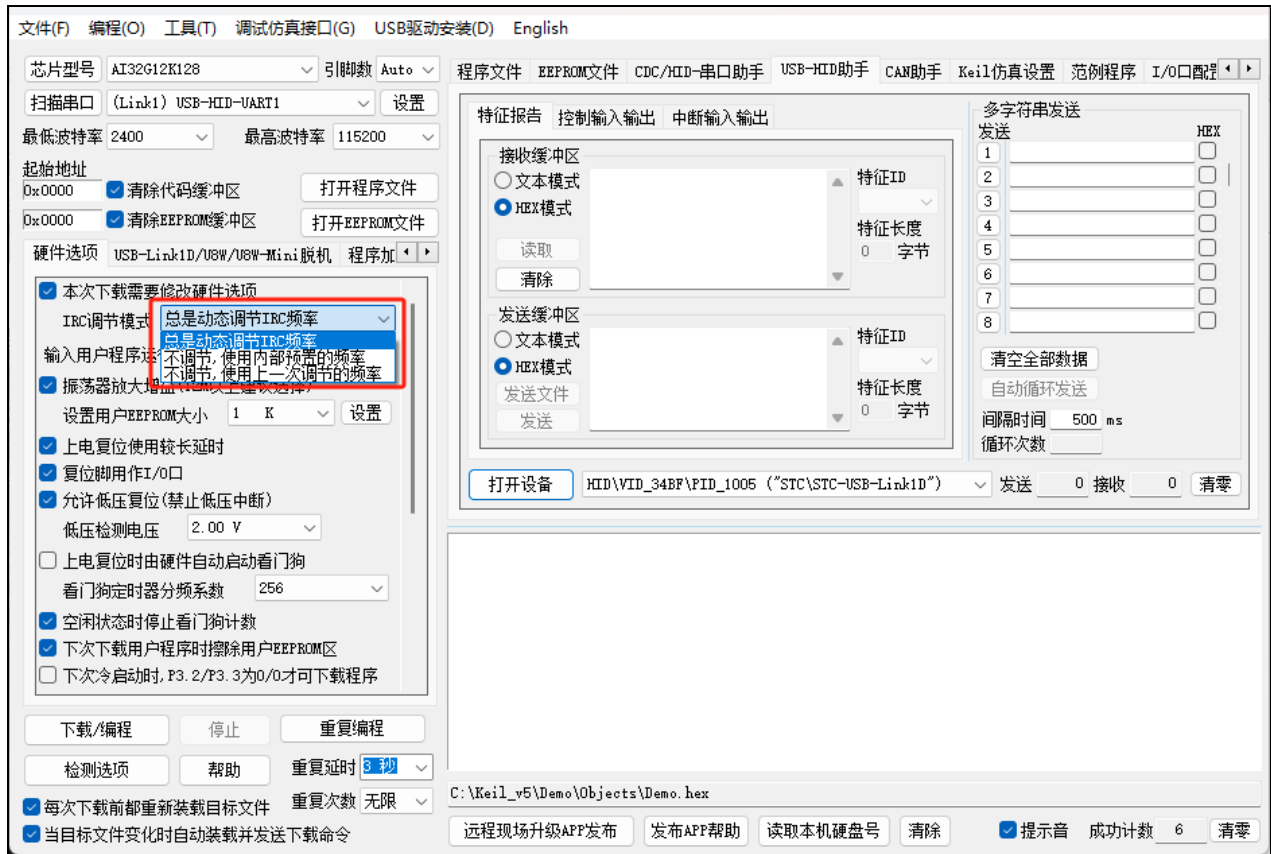 文件(F) 编程(O) 工具(T) 调试仿真接口(G) USB驱动安装(D) English
芯片型号 AI32G12K128 引脚数 Auto
扫描串口 (Link1) USB-HID-UART1 设置
最低波特率 2400 最高波特率 115200
起始地址
0x0000 清除代码缓冲区 打开程序文件
0x0000 清除EEPROM缓冲区 打开EEPROM文件
硬件选项 USB-Link1D/U8W/U8W-Mini脱机 程序加
本次下载需要修改硬件选项
IRC调节模式 总是动态调节IRC频率
总是动态调节IRC频率
不调节,使用内部预置的频率
不调节,使用上一次调节的频率
输入用户程序运
振荡器放大增益(12M以上建议选择)
设置用户EEPROM大小 1 K 设置
上电复位使用较长延时
复位脚用作I/O口
允许低压复位(禁止低压中断)
低压检测电压 2.00 V
上电复位时由硬件自动启动看门狗
看门狗定时器分频系数 256
空闲状态时停止看门狗计数
下次下载用户程序时擦除用户EEPROM区
下次冷启动时,P3.2/P3.3为0/0才可下载程序
下载/编程 停止 重复编程
检测选项 帮助 重复延时 3 秒
每次下载前都重新装载目标文件 重复次数 无限
当目标文件变化时自动装载并发送下载命令
程序文件 EEPROM文件 CDC/HID-串口助手 USB-HID助手 CAN助手 Keil仿真设置 范例程序 I/O口配
特征报告 控制输入输出 中断输入输出
接收缓冲区
文本模式
HEX模式
读取
清除
特征ID
特征长度
0 字节
发送缓冲区
文本模式
HEX模式
发送文件
发送
特征ID
特征长度
0 字节
多字符串发送
发送 HEX
1
2
3
4
5
6
7
8
清空全部数据
自动循环发送
间隔时间 500 ms
循环次数
打开设备 HID\VID_34BF\PID_1005 ("STC\STC-USB-Link1D") 发送 0 接收 0 清零
C:\Keil_v5\Demo\Objects\Demo.hex
远程现场升级APP发布 发布APP帮助 读取本机硬盘号 清除 提示音 成功计数 6 清零